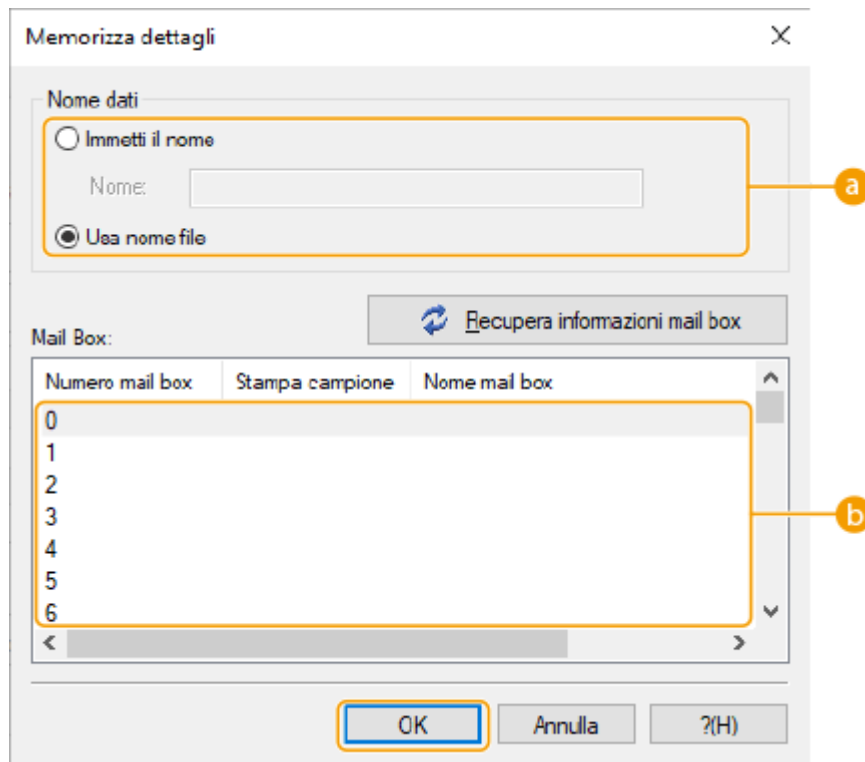 Memorizza dettagli
Nome dati
Immetti il nome
Nome:
a
Usa nome file
Recupera informazioni mail box
Mail Box:
Numero mail box Stampa campione Nome mail box
0
1
2
3
b
4
5
6
OK Annulla ?(H)